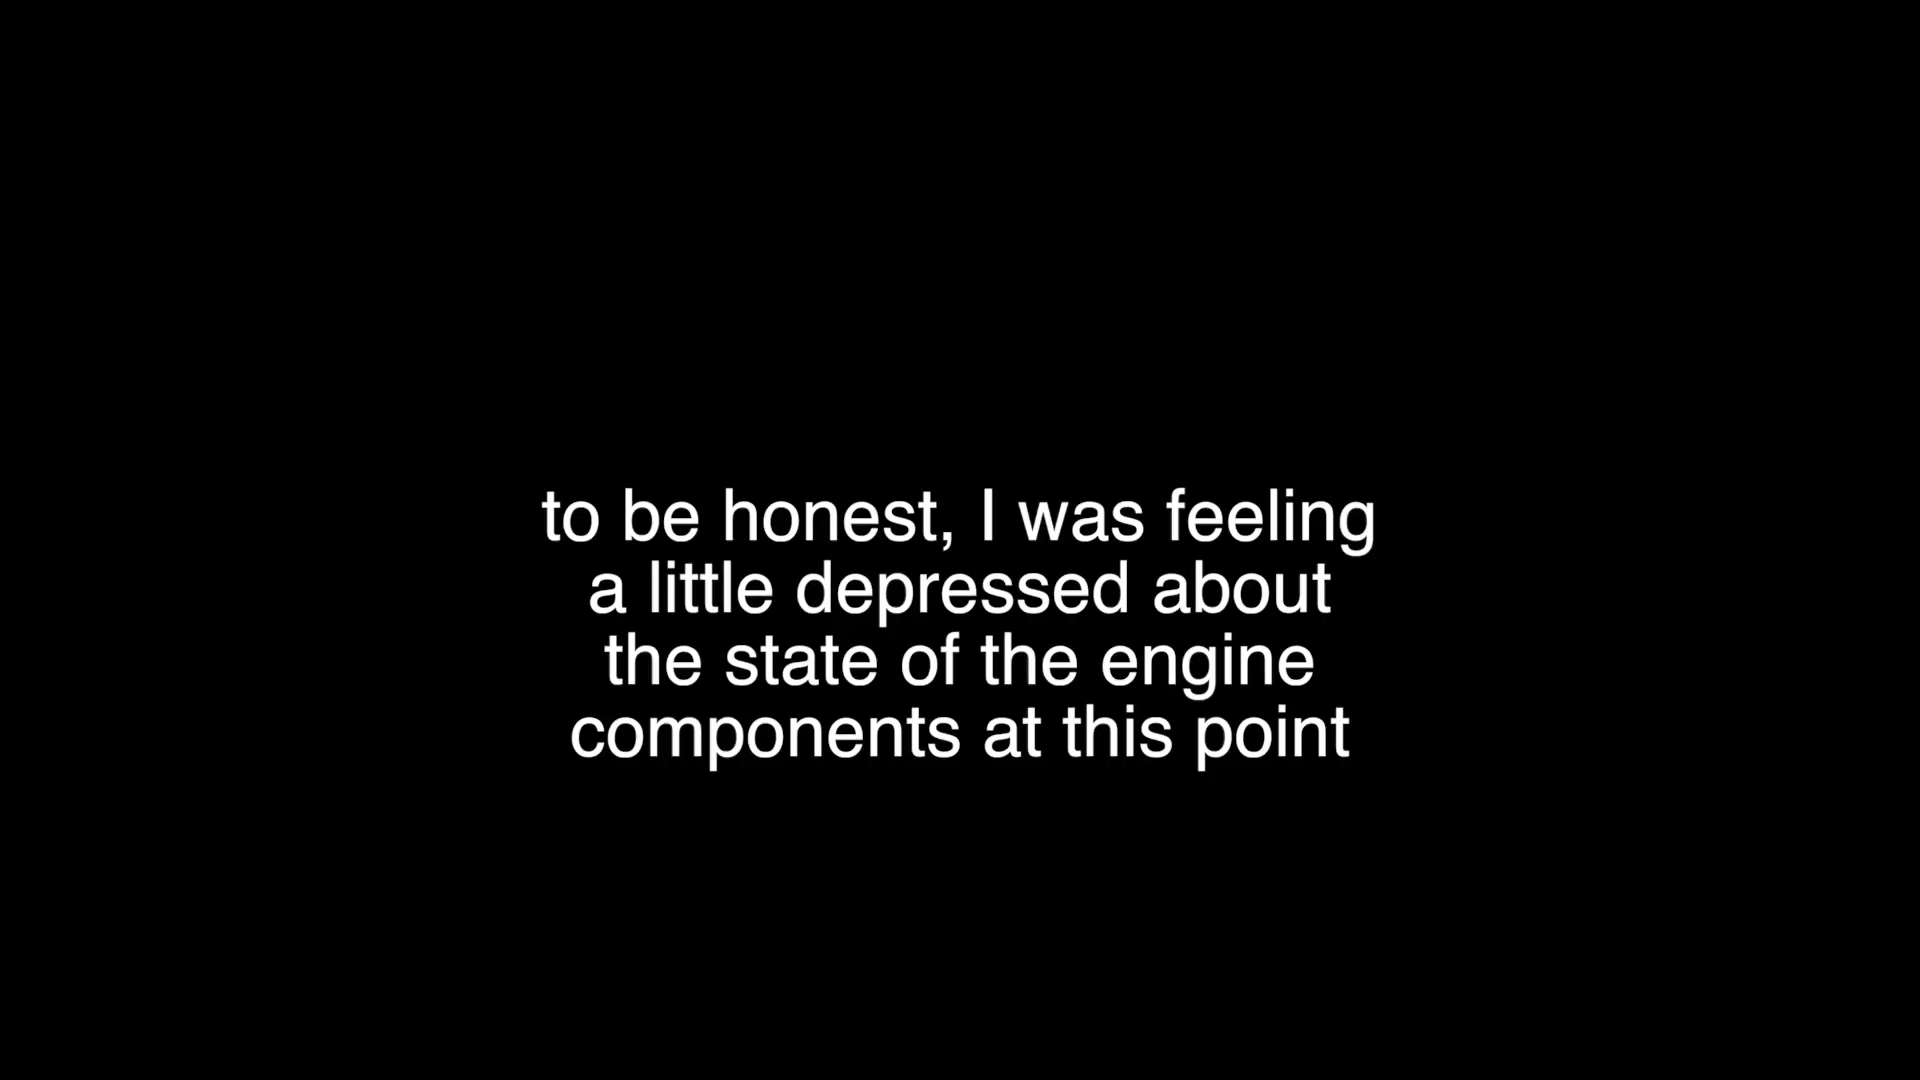 to be honest, I was feeling
a little depressed about
the state of the engine
components at this point